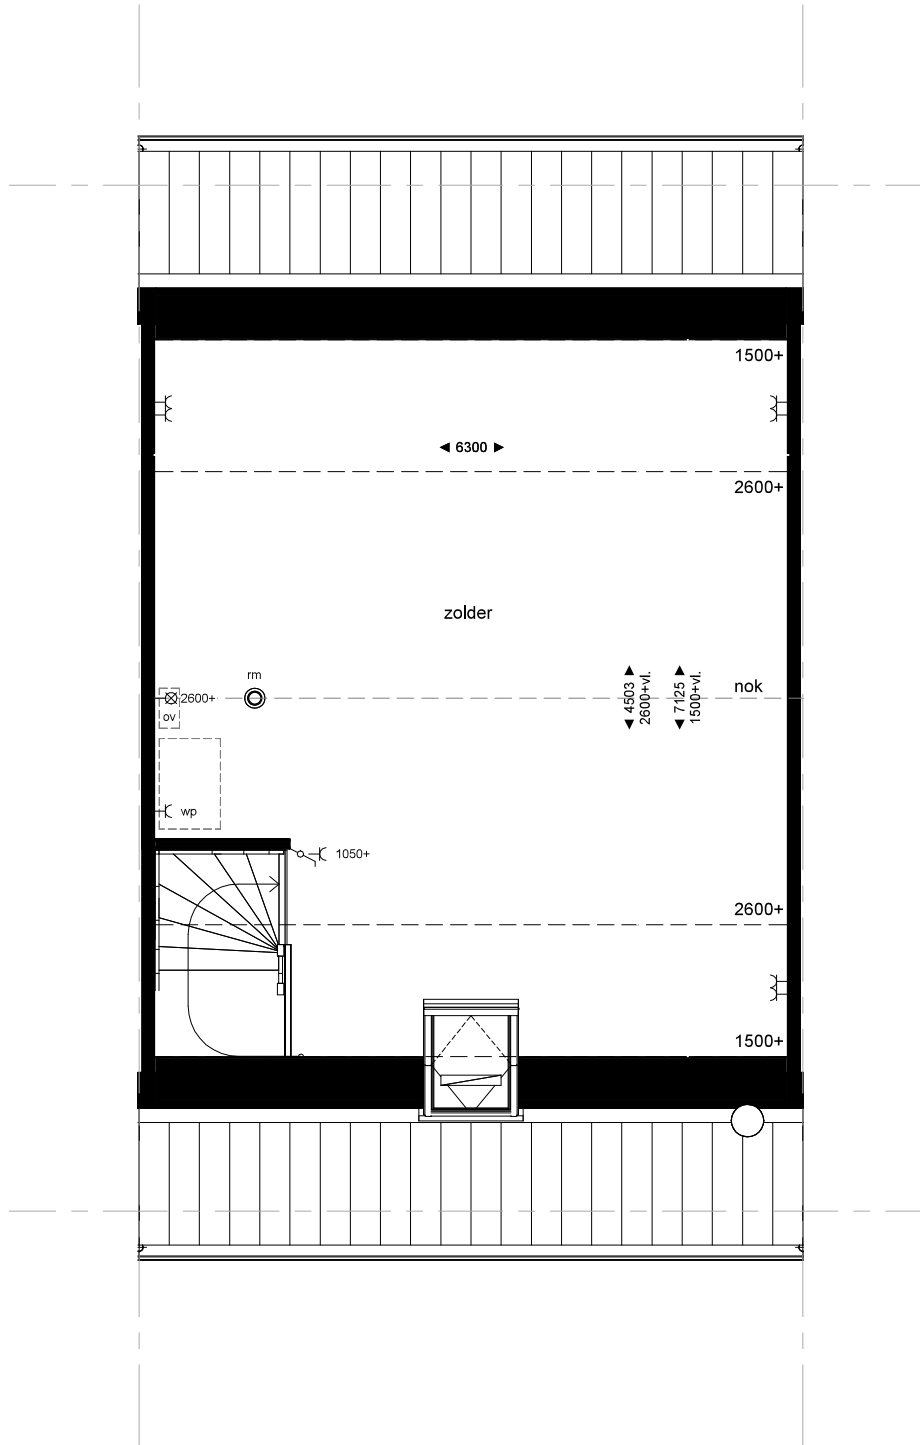 1500+
◄ 6300 ►
2600+
zolder
rm
nok
2600+
ov
◄ 4503 ►
2600+vl.
◄ 7125 ►
1500+vl.
wp
1050+
2600+
1500+